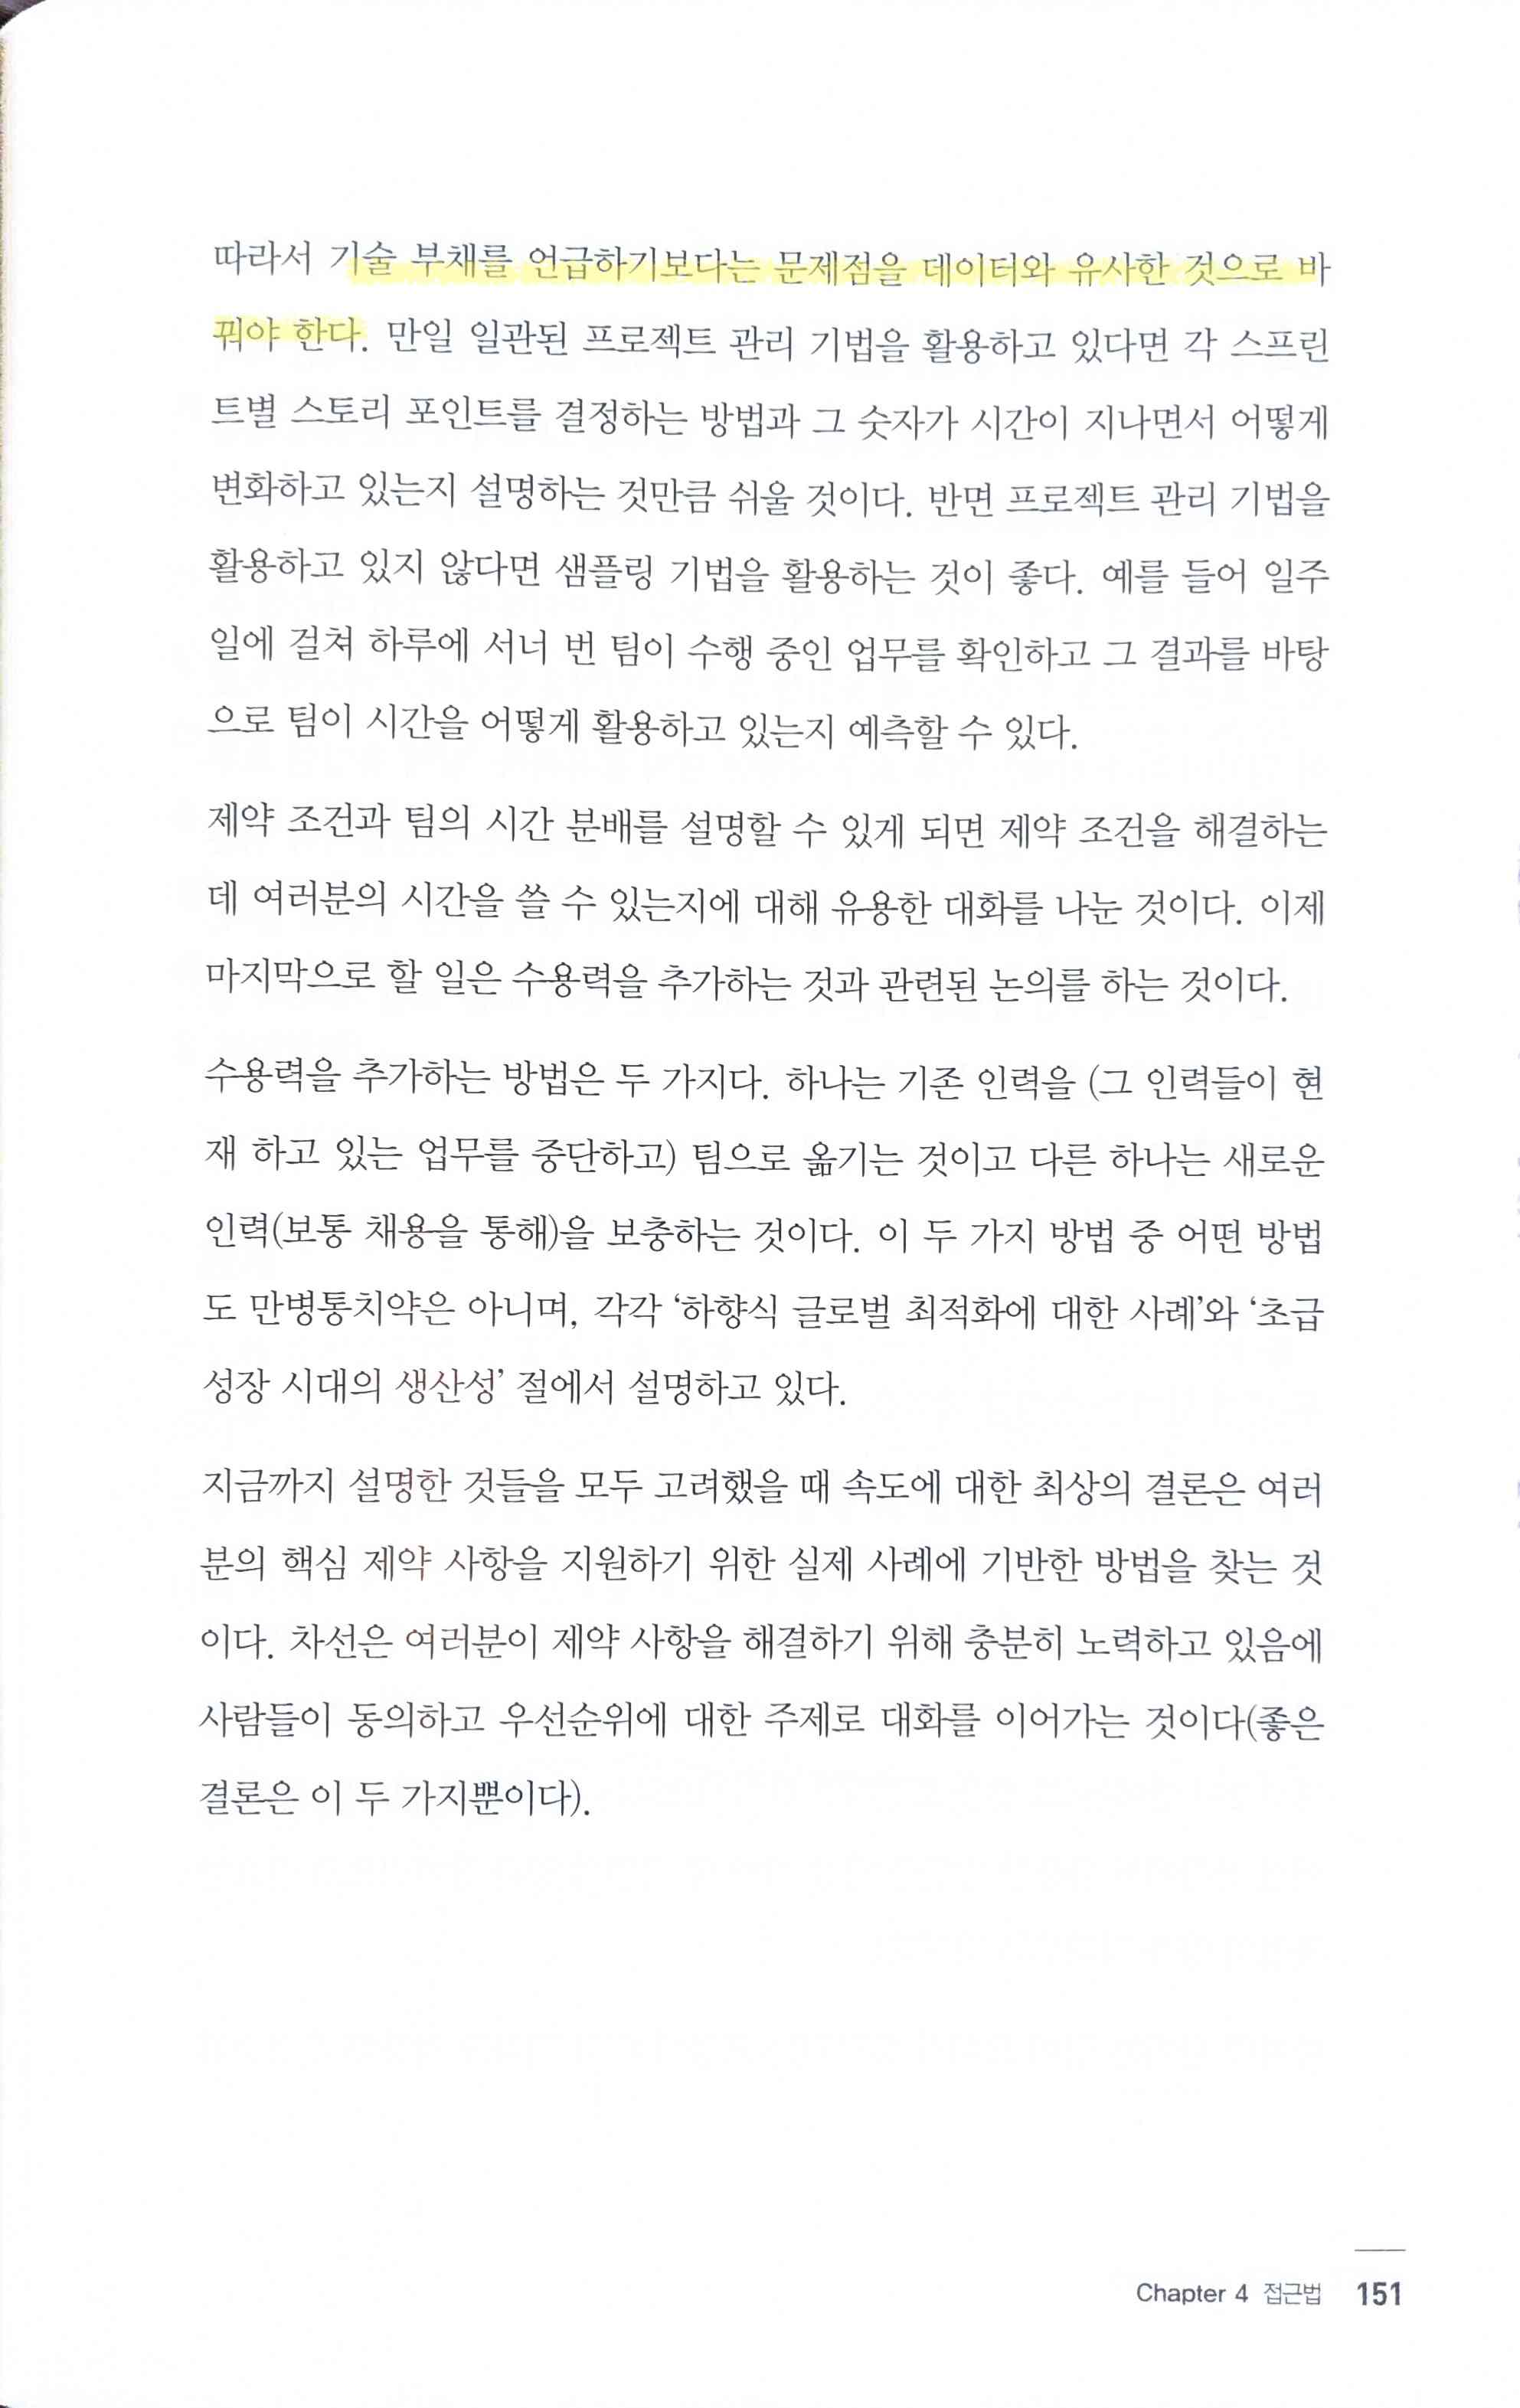 따라서 기술 부채를 언급하기보다는 문제점을 데이터와 유사한 것으로 바
꿔야 한다. 만일 일관된 프로젝트 관리 기법을 활용하고 있다면 각 스프린
트별 스토리 포인트를 결정하는 방법과 그 숫자가 시간이 지나면서 어떻게
변화하고 있는지 설명하는 것만큼 쉬울 것이다. 반면 프로젝트 관리 기법을
활용하고 있지 않다면 샘플링 기법을 활용하는 것이 좋다. 예를 들어 일주
일에 걸쳐 하루에 서너 번 팀이 수행 중인 업무를 확인하고 그 결과를 바탕
으로 팀이 시간을 어떻게 활용하고 있는지 예측할 수 있다.
제약 조건과 팀의 시간 분배를 설명할 수 있게 되면 제약 조건을 해결하는
데 여러분의 시간을 쓸 수 있는지에 대해 유용한 대화를 나눈 것이다. 이제
마지막으로 할 일은 수용력을 추가하는 것과 관련된 논의를 하는 것이다.
수용력을 추가하는 방법은 두 가지다. 하나는 기존 인력을 (그 인력들이 현
재 하고 있는 업무를 중단하고) 팀으로 옮기는 것이고 다른 하나는 새로운
인력(보통 채용을 통해)을 보충하는 것이다. 이 두 가지 방법 중 어떤 방법
도 만병통치약은 아니며, 각각 ‘하향식 글로벌 최적화에 대한 사례’와 ‘초급
성장 시대의 생산성’ 절에서 설명하고 있다.
지금까지 설명한 것들을 모두 고려했을 때 속도에 대한 최상의 결론은 여러
분의 핵심 제약 사항을 지원하기 위한 실제 사례에 기반한 방법을 찾는 것
이다. 차선은 여러분이 제약 사항을 해결하기 위해 충분히 노력하고 있음에
사람들이 동의하고 우선순위에 대한 주제로 대화를 이어가는 것이다(좋은
결론은 이 두 가지뿐이다).
Chapter 4 접근법 151